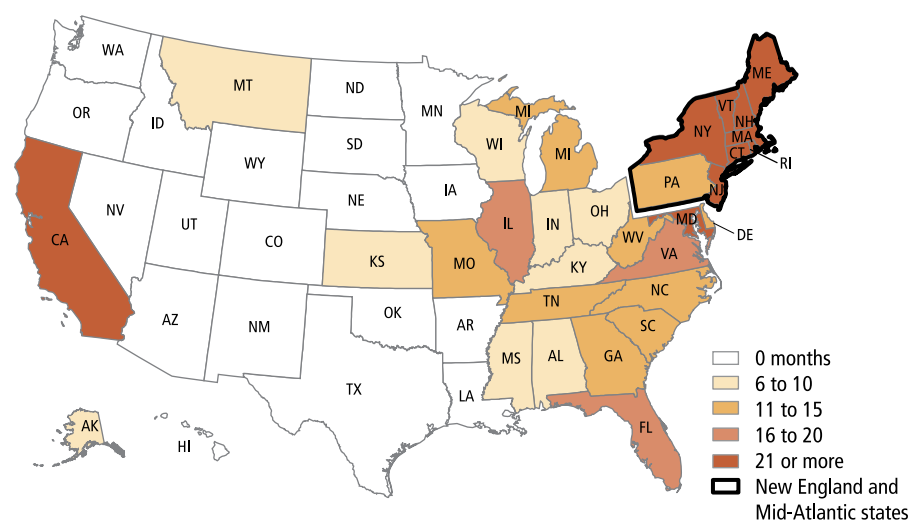 WA
MT
ND
MN
ME
OR
ID
WY
SD
WI
MI
MI
VT
NH
NY
MA
CT
RI
NE
IA
PA
NJ
NV
UT
CO
IL
IN
OH
MD
DE
CA
KS
MO
KY
WV
VA
AZ
NM
OK
AR
TN
NC
SC
TX
LA
MS
AL
GA
FL
AK
HI
0 months
6 to 10
11 to 15
16 to 20
21 or more
New England and
Mid-Atlantic states